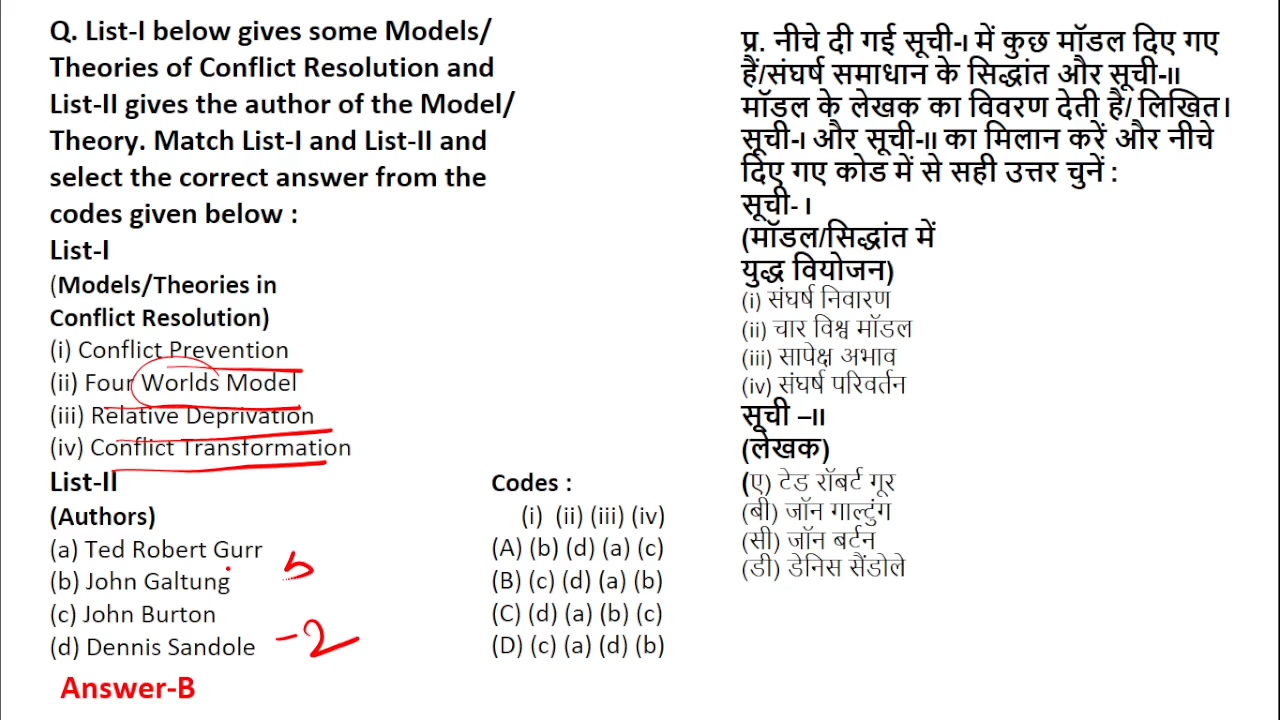 Q. List-I below gives some Models/
Theories of Conflict Resolution and
List-II gives the author of the Model/
Theory. Match List-I and List-II and
select the correct answer from the
codes given below :
List-I
(Models/Theories in
Conflict Resolution)
(i) Conflict Prevention
(ii) Four Worlds Model
(iii) Relative Deprivation
(iv) Conflict Transformation
List-II
(Authors)
(a) Ted Robert Gurr
(b) John Galtung
(c) John Burton
(d) Dennis Sandole
-2
Answer-B
Codes :
(i) (ii) (iii) (iv)
(A) (b) (d) (a) (c)
(B) (c) (d) (a) (b)
(C) (d) (a) (b) (c)
(D) (c) (a) (d) (b)
प्र. नीचे दी गई सूची-I में कुछ मॉडल दिए गए
हैं/संघर्ष समाधान के सिद्धांत और सूची-II
मॉडल के लेखक का विवरण देती है/ लिखित।
सूची-I और सूची-II का मिलान करें और नीचे
दिए गए कोड में से सही उत्तर चुनें :
सूची- I
(मॉडल/सिद्धांत में
युद्ध वियोजन)
(i) संघर्ष निवारण
(ii) चार विश्व मॉडल
(iii) सापेक्ष अभाव
(iv) संघर्ष परिवर्तन
सूची –II
(लेखक)
(ए) टेड रॉबर्ट गूर
(बी) जॉन गाल्टुंग
(सी) जॉन बर्टन
(डी) डेनिस सैंडोले